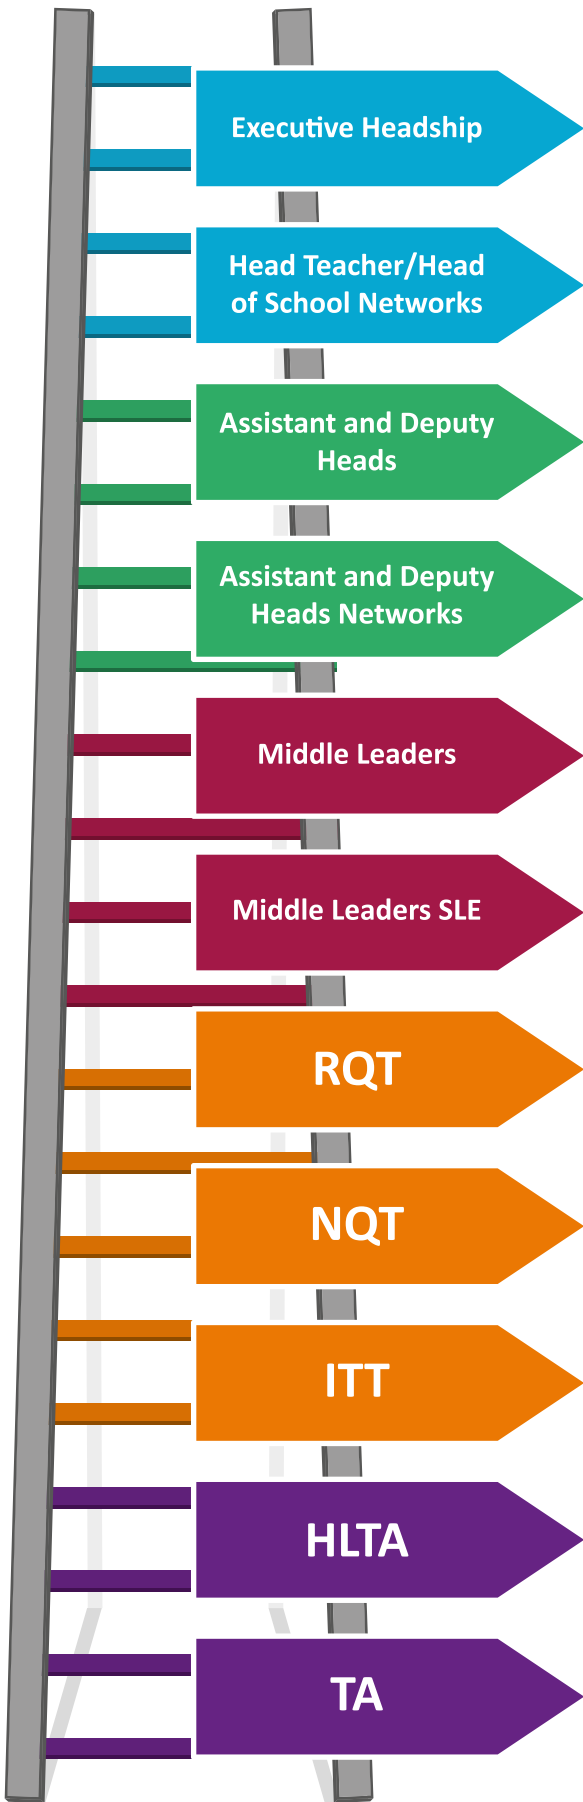 Executive Headship
Head Teacher/Head
of School Networks
Assistant and Deputy
Heads
Assistant and Deputy
Heads Networks
Middle Leaders
Middle Leaders SLE
RQT
NQT
ITT
HLTA
TA